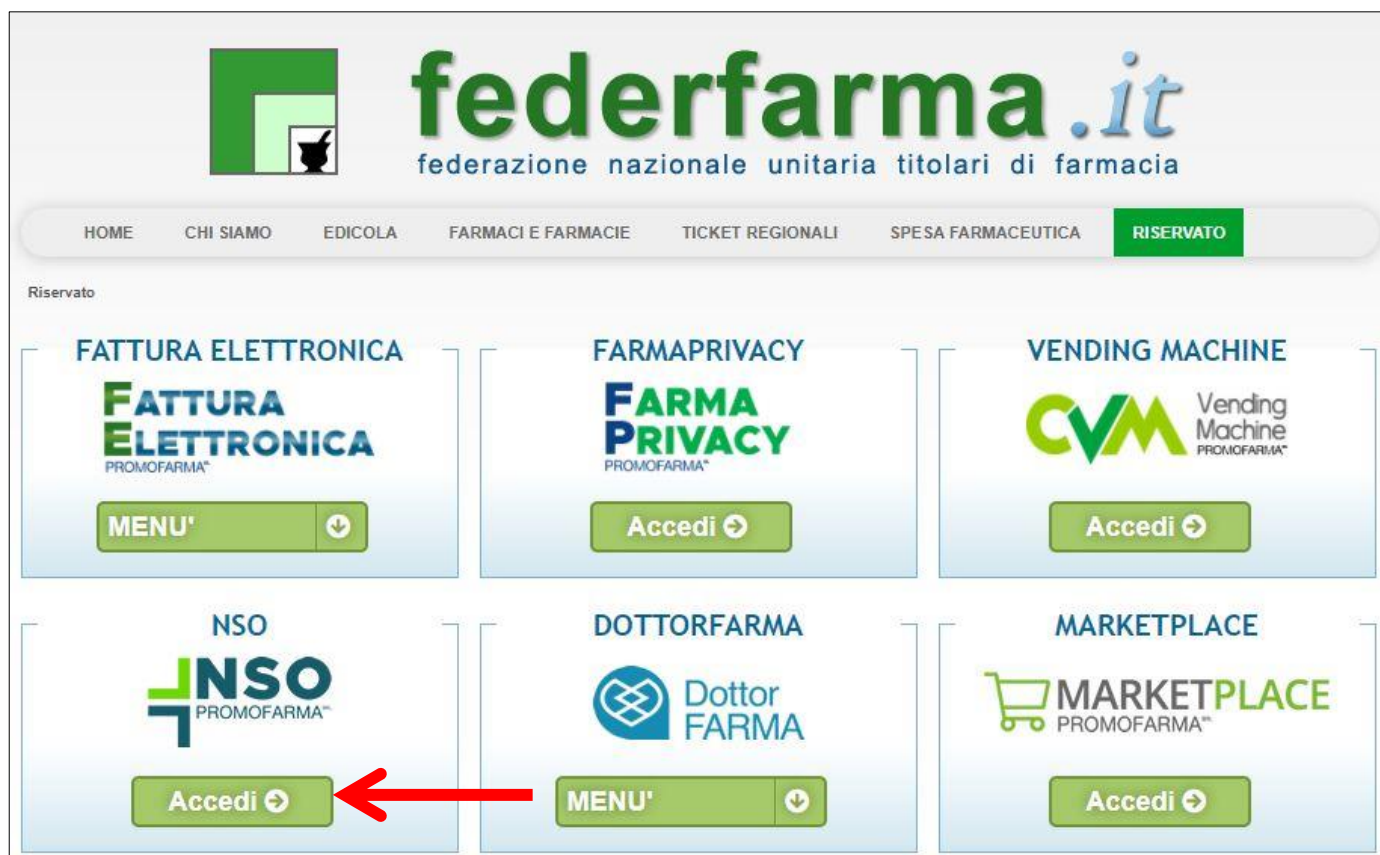 federfarma.it
federazione nazionale unitaria titolari di farmacia
HOME CHI SIAMO EDICOLA FARMACI E FARMACIE TICKET REGIONALI SPESA FARMACEUTICA RISERVATO
Riservato
FATTURA ELETTRONICA
FATTURA
ELETTRONICA
PROMOFARMA
MENU'
FARMAPRIVACY
FARMA
PRIVACY
PROMOFARMA
Accedi
VENDING MACHINE
CVM Vending
Machine
PROMOFARMA
Accedi
NSO
NSO
PROMOFARMA
Accedi
DOTTORFARMA
Dottor
FARMA
MENU'
MARKETPLACE
MARKETPLACE
PROMOFARMA
Accedi